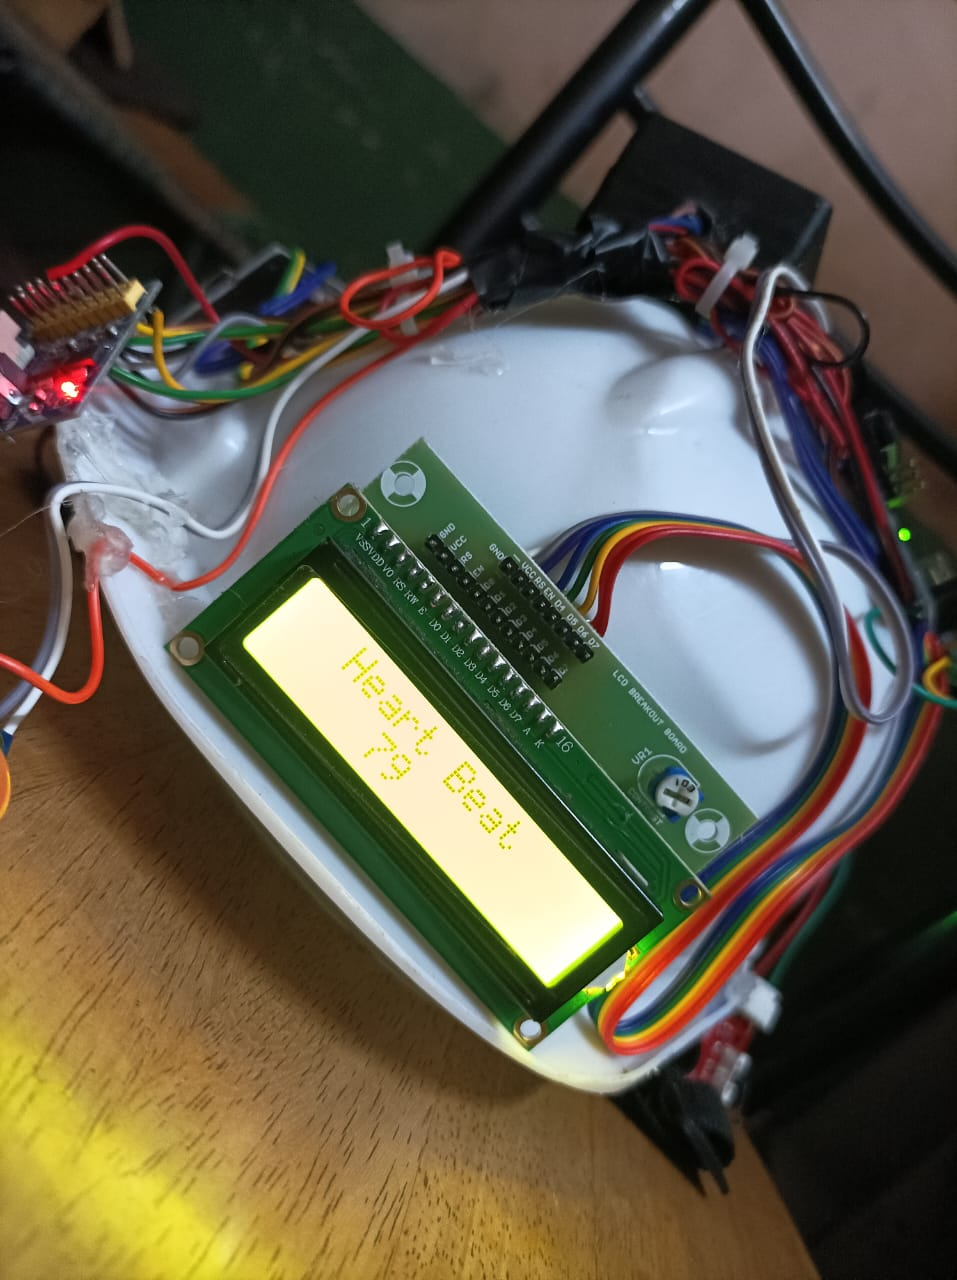 Heart Beat
79
1
VSS VDD VO RS RW E D0 D1 D2 D3 D4 D5 D6 D7 A K
16
GND
VCC
RS
EN
GND VCC RS EN D4 D5 D6 D7
LCD BREAKOUT BOARD
VR1